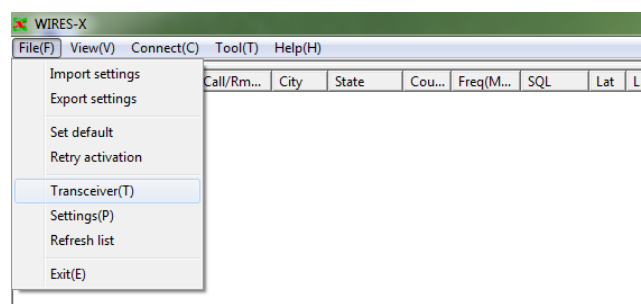 WIRES-X
File(F) View(V) Connect(C) Tool(T) Help(H)
Call/Rm... City State Cou... Freq(M... SQL Lat L
Import settings
Export settings
Set default
Retry activation
Transceiver(T)
Settings(P)
Refresh list
Exit(E)